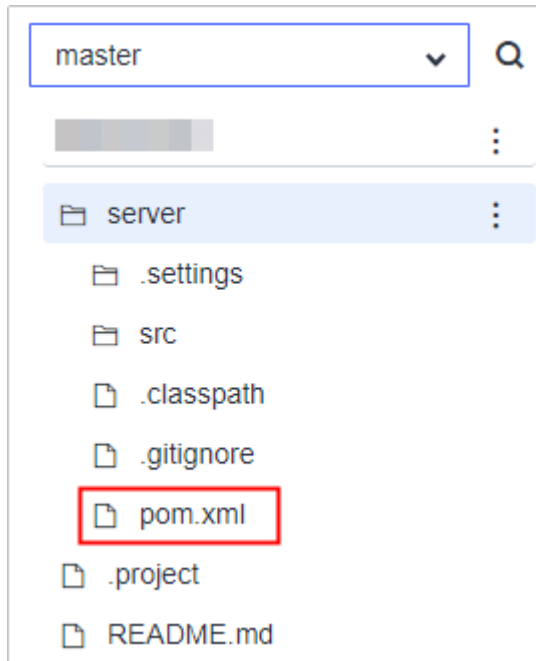 master
server
.settings
src
.classpath
.gitignore
pom.xml
.project
README.md